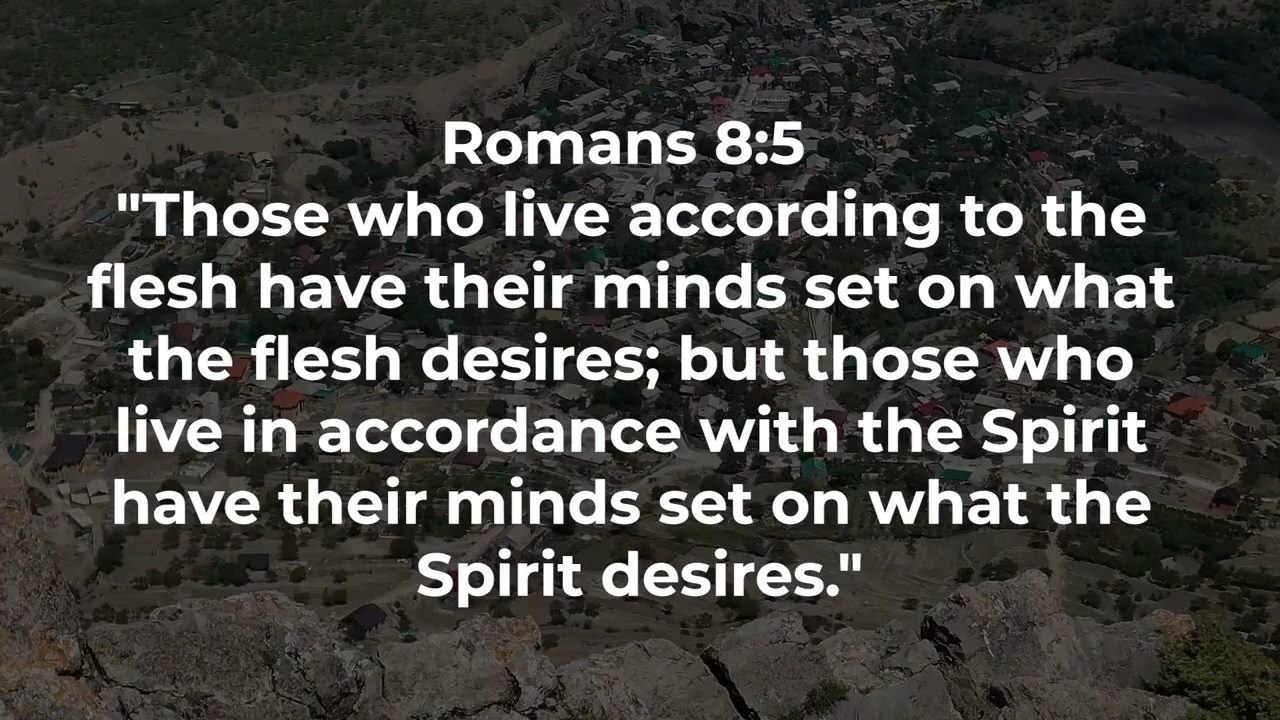 Romans 8:5
"Those who live according to the
flesh have their minds set on what
the flesh desires; but those who
live in accordance with the Spirit
have their minds set on what the
Spirit desires."